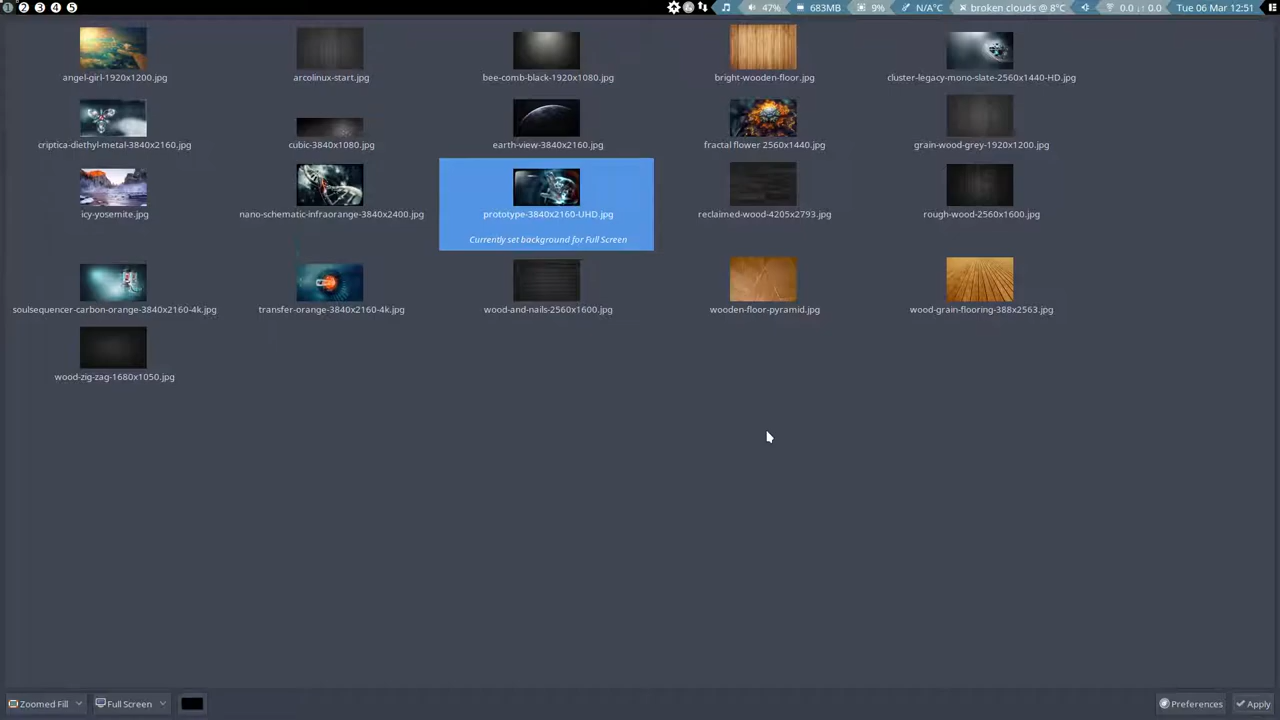 1 2 3 4 5 47% 683MB 9% N/A°C broken clouds @ 8°C 0.0 ↓↑ 0.0 Tue 06 Mar 12:51
angel-girl-1920x1200.jpg arcolinux-start.jpg bee-comb-black-1920x1080.jpg bright-wooden-floor.jpg cluster-legacy-mono-slate-2560x1440-HD.jpg
criptica-diethyl-metal-3840x2160.jpg cubic-3840x1080.jpg earth-view-3840x2160.jpg fractal flower 2560x1440.jpg grain-wood-grey-1920x1200.jpg
icy-yosemite.jpg nano-schematic-infraorange-3840x2400.jpg prototype-3840x2160-UHD.jpg reclaimed-wood-4205x2793.jpg rough-wood-2560x1600.jpg
Currently set background for Full Screen
soulsequencer-carbon-orange-3840x2160-4k.jpg transfer-orange-3840x2160-4k.jpg wood-and-nails-2560x1600.jpg wooden-floor-pyramid.jpg wood-grain-flooring-388x2563.jpg
wood-zig-zag-1680x1050.jpg
Zoomed Fill Full Screen Preferences Apply